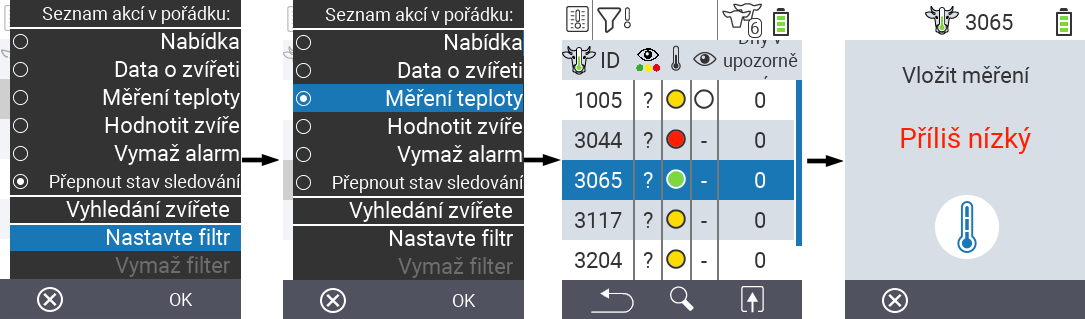 Seznam akcí v pořádku:
Nabídka
Data o zvířeti
Měření teploty
Hodnotit zvíře
Vymaž alarm
Přepnout stav sledování
Vyhledání zvířete
Nastavte filtr
Vymaž filter
OK
Seznam akcí v pořádku:
Nabídka
Data o zvířeti
Měření teploty
Hodnotit zvíře
Vymaž alarm
Přepnout stav sledování
Vyhledání zvířete
Nastavte filtr
Vymaž filter
OK
6
ID
Dny v
upozorně
1005 ? 0
3044 ? - 0
3065 ? - 0
3117 ? - 0
3204 ? - 0
3065
Vložit měření
Příliš nízký